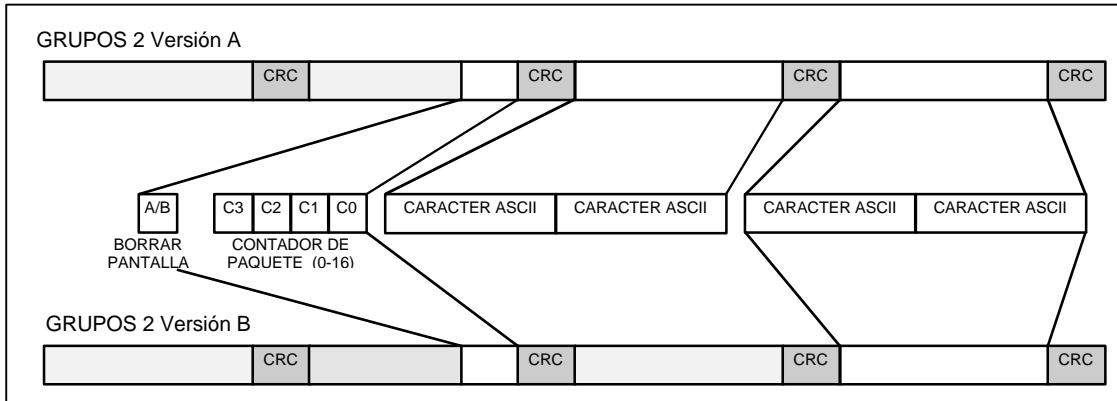 GRUPOS 2 Versión A
CRC CRC CRC CRC
A/B C3 C2 C1 C0 CARACTER ASCII CARACTER ASCII CARACTER ASCII CARACTER ASCII
BORRAR
PANTALLA
CONTADOR DE
PAQUETE (0-16)
GRUPOS 2 Versión B
CRC CRC CRC CRC